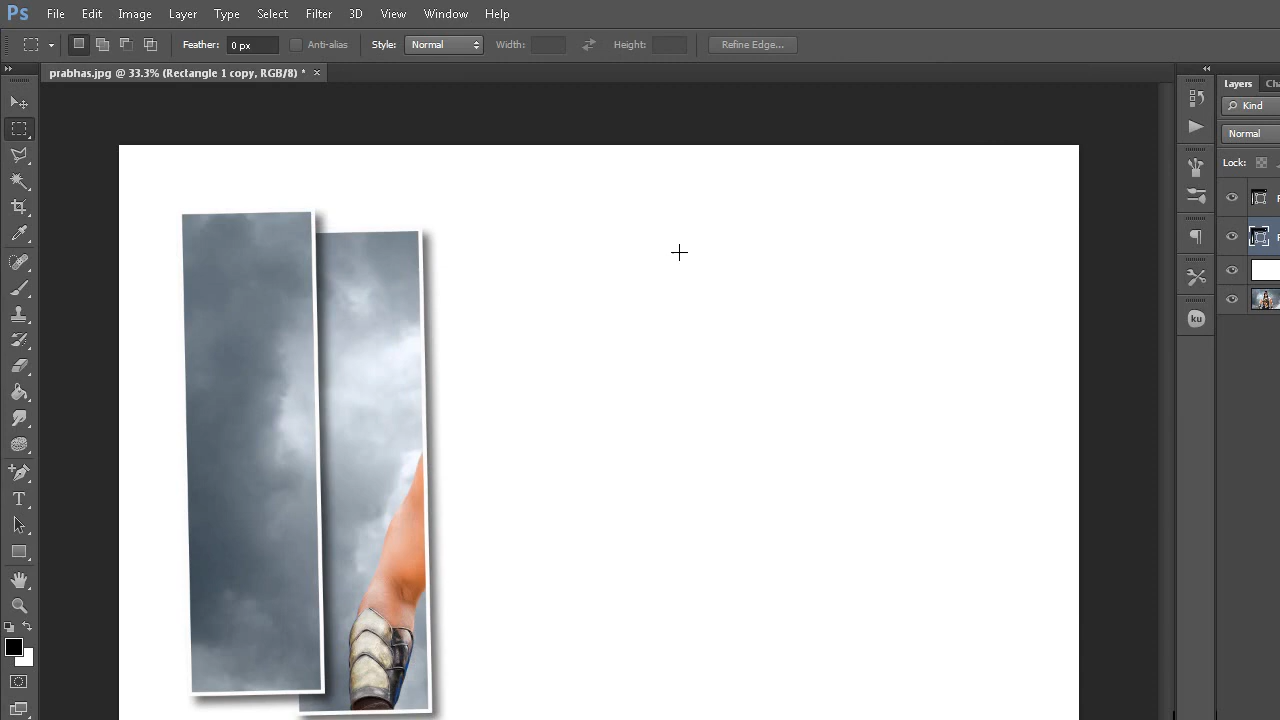 Ps File Edit Image Layer Type Select Filter 3D View Window Help
Feather: 0 px Anti-alias Style: Normal Width: Height: Refine Edge...
prabhas.jpg @ 33.3% (Rectangle 1 copy, RGB/8) * ×
Layers
Kind
Normal
Lock:
T
ku